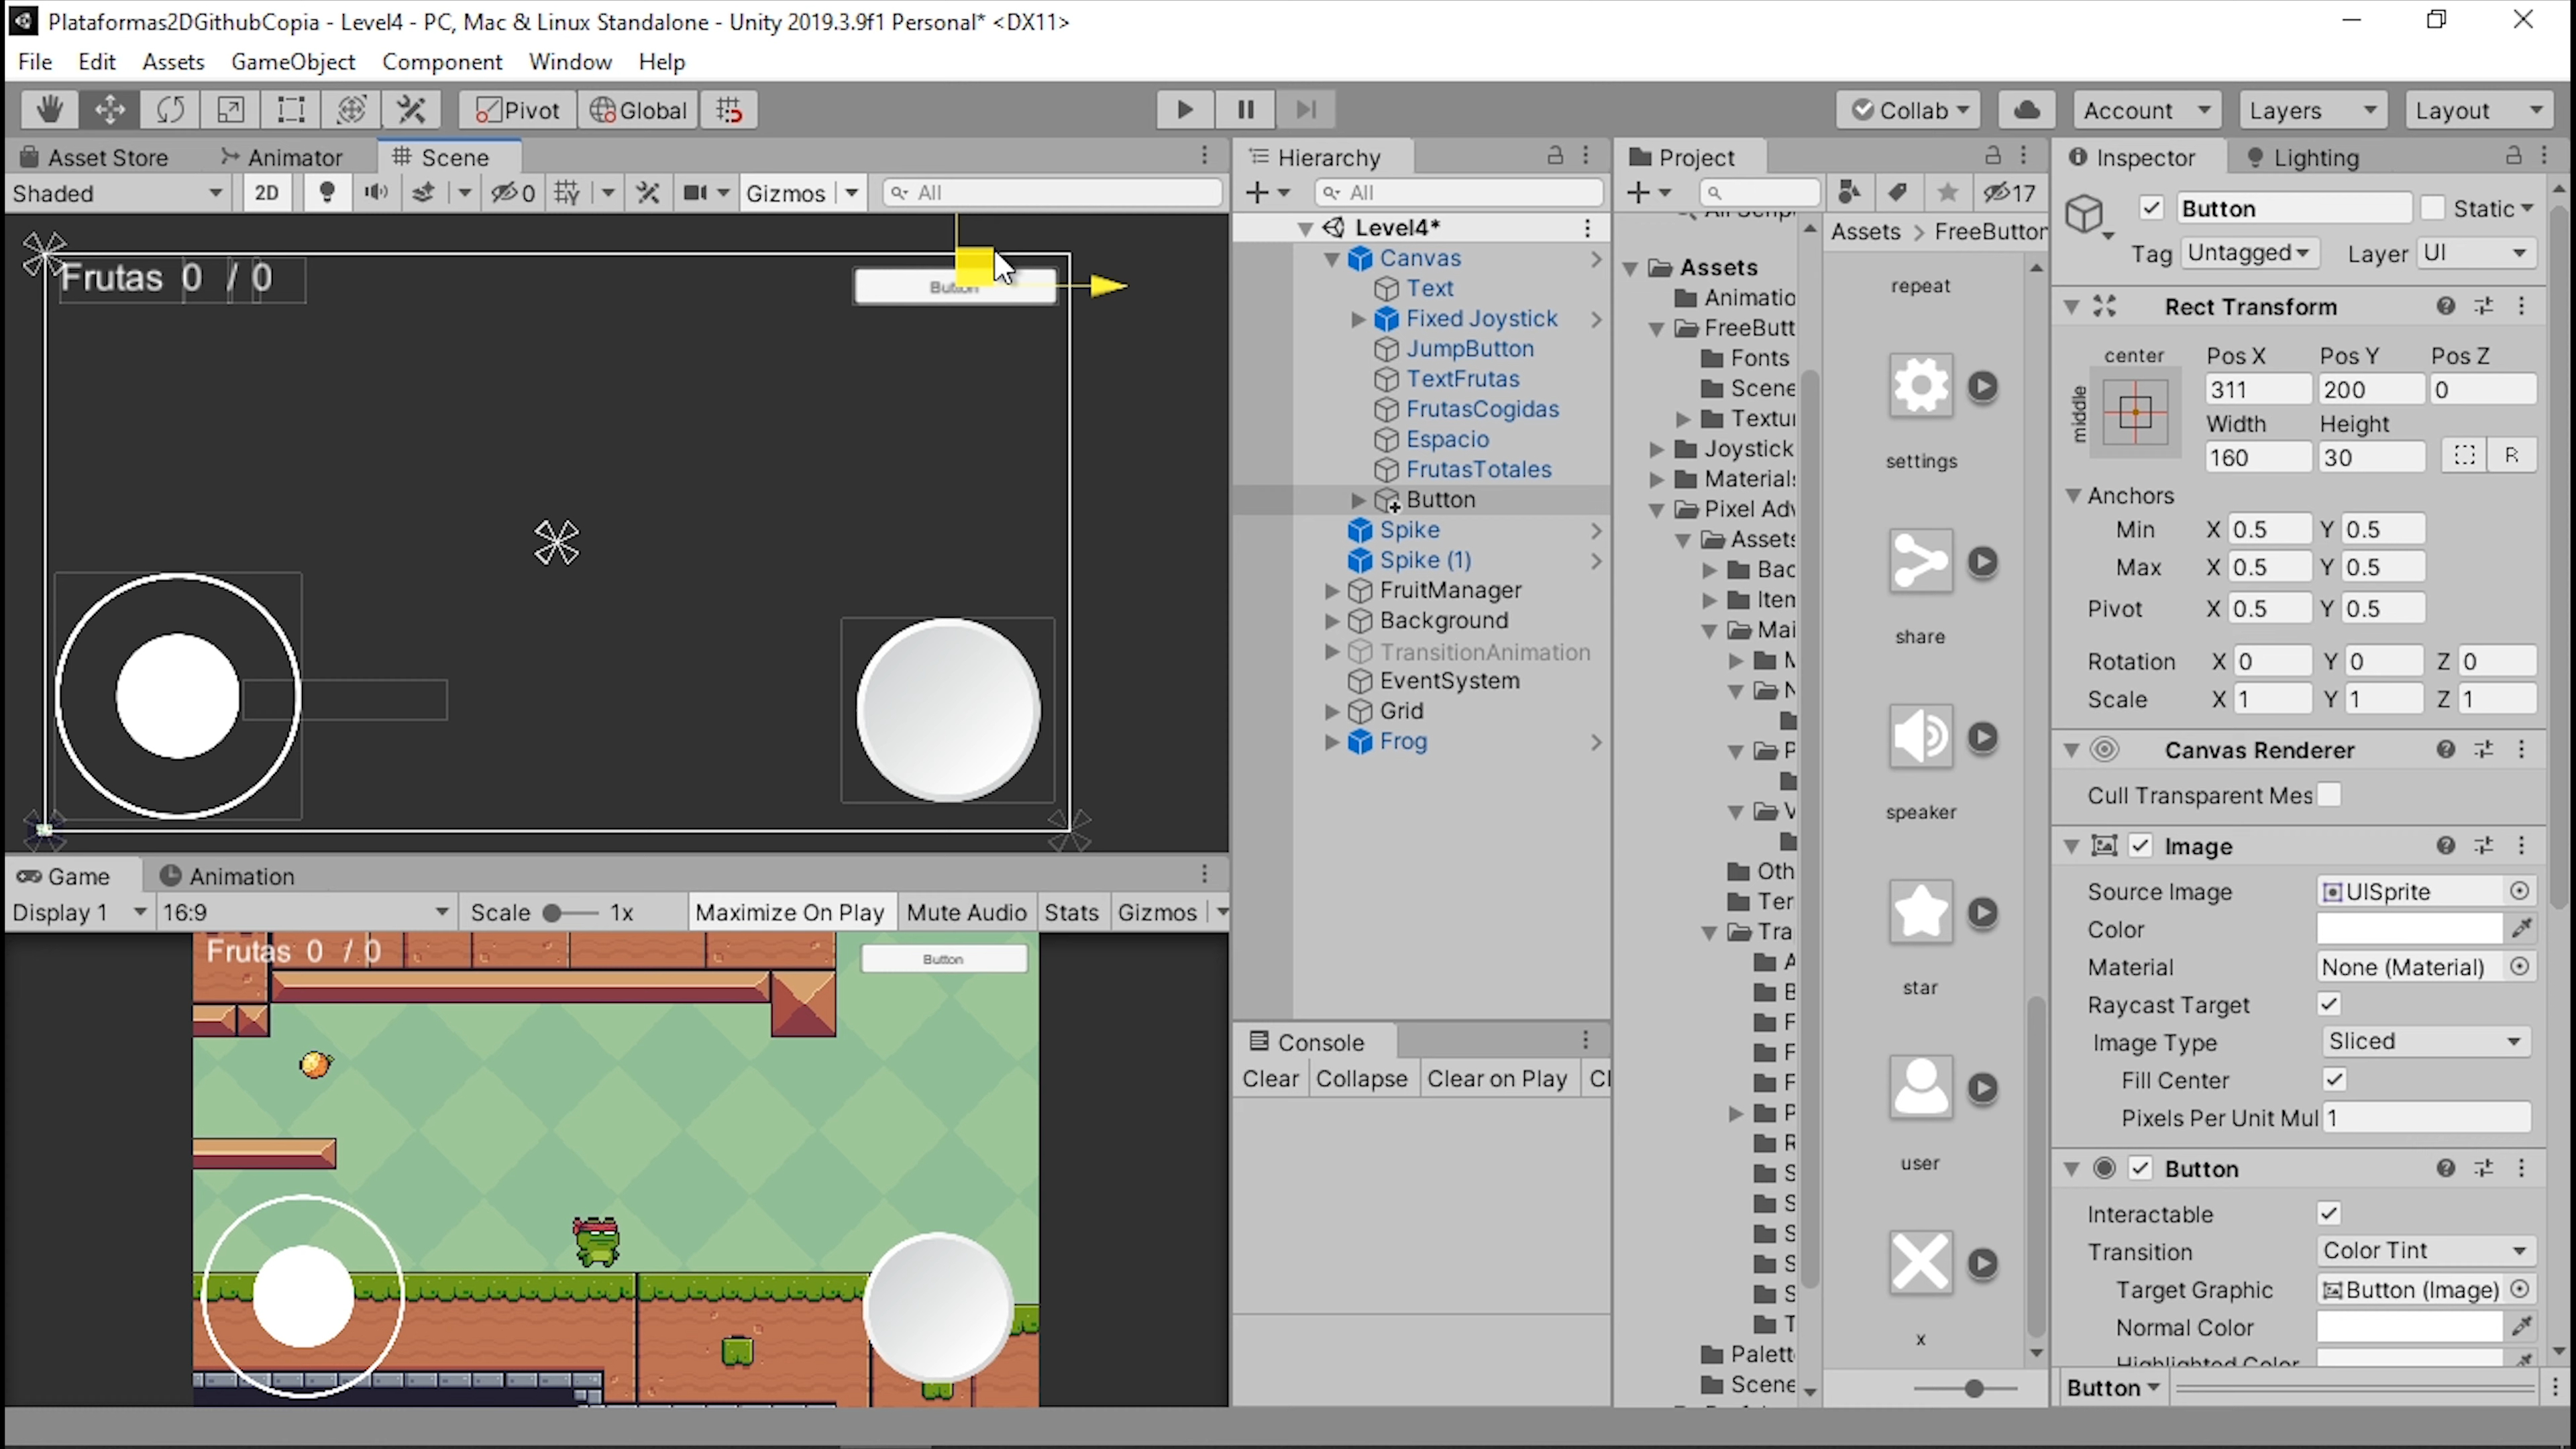 Plataformas2DGithubCopia - Level4 - PC, Mac & Linux Standalone - Unity 2019.3.9f1 Personal* <DX11>
File Edit Assets GameObject Component Window Help
Pivot Global Collab Account Layers Layout
Asset Store Animator Scene
Shaded 2D 0 Gizmos All
Frutas 0 / 0
Button
Game Animation
Display 1 16:9 Scale 1x Maximize On Play Mute Audio Stats Gizmos
Frutas 0 / 0
Button
Hierarchy
All
Level4*
Canvas
Text
Fixed Joystick
JumpButton
TextFrutas
FrutasCogidas
Espacio
FrutasTotales
Button
Spike
Spike (1)
FruitManager
Background
TransitionAnimation
EventSystem
Grid
Frog
Console
Clear Collapse Clear on Play Cl
Project
17
Assets
Animatio
FreeButt
Fonts
Scene
Textur
Joystick
Materials
Pixel Adv
Assets
Bac
Item
Mai
M
N
P
V
Oth
Ter
Tra
A
B
F
F
F
P
R
S
S
S
S
S
T
Palett
Scene
Assets > FreeButton
repeat
settings
share
speaker
star
user
x
Inspector Lighting
Button Static
Tag Untagged Layer UI
Rect Transform
center Pos X Pos Y Pos Z
middle 311 200 0
Width Height
160 30 R
Anchors
Min X 0.5 Y 0.5
Max X 0.5 Y 0.5
Pivot X 0.5 Y 0.5
Rotation X 0 Y 0 Z 0
Scale X 1 Y 1 Z 1
Canvas Renderer
Cull Transparent Mes
Image
Source Image UISprite
Color
Material None (Material)
Raycast Target
Image Type Sliced
Fill Center
Pixels Per Unit Mul 1
Button
Interactable
Transition Color Tint
Target Graphic Button (Image)
Normal Color
Highlighted Color
Button